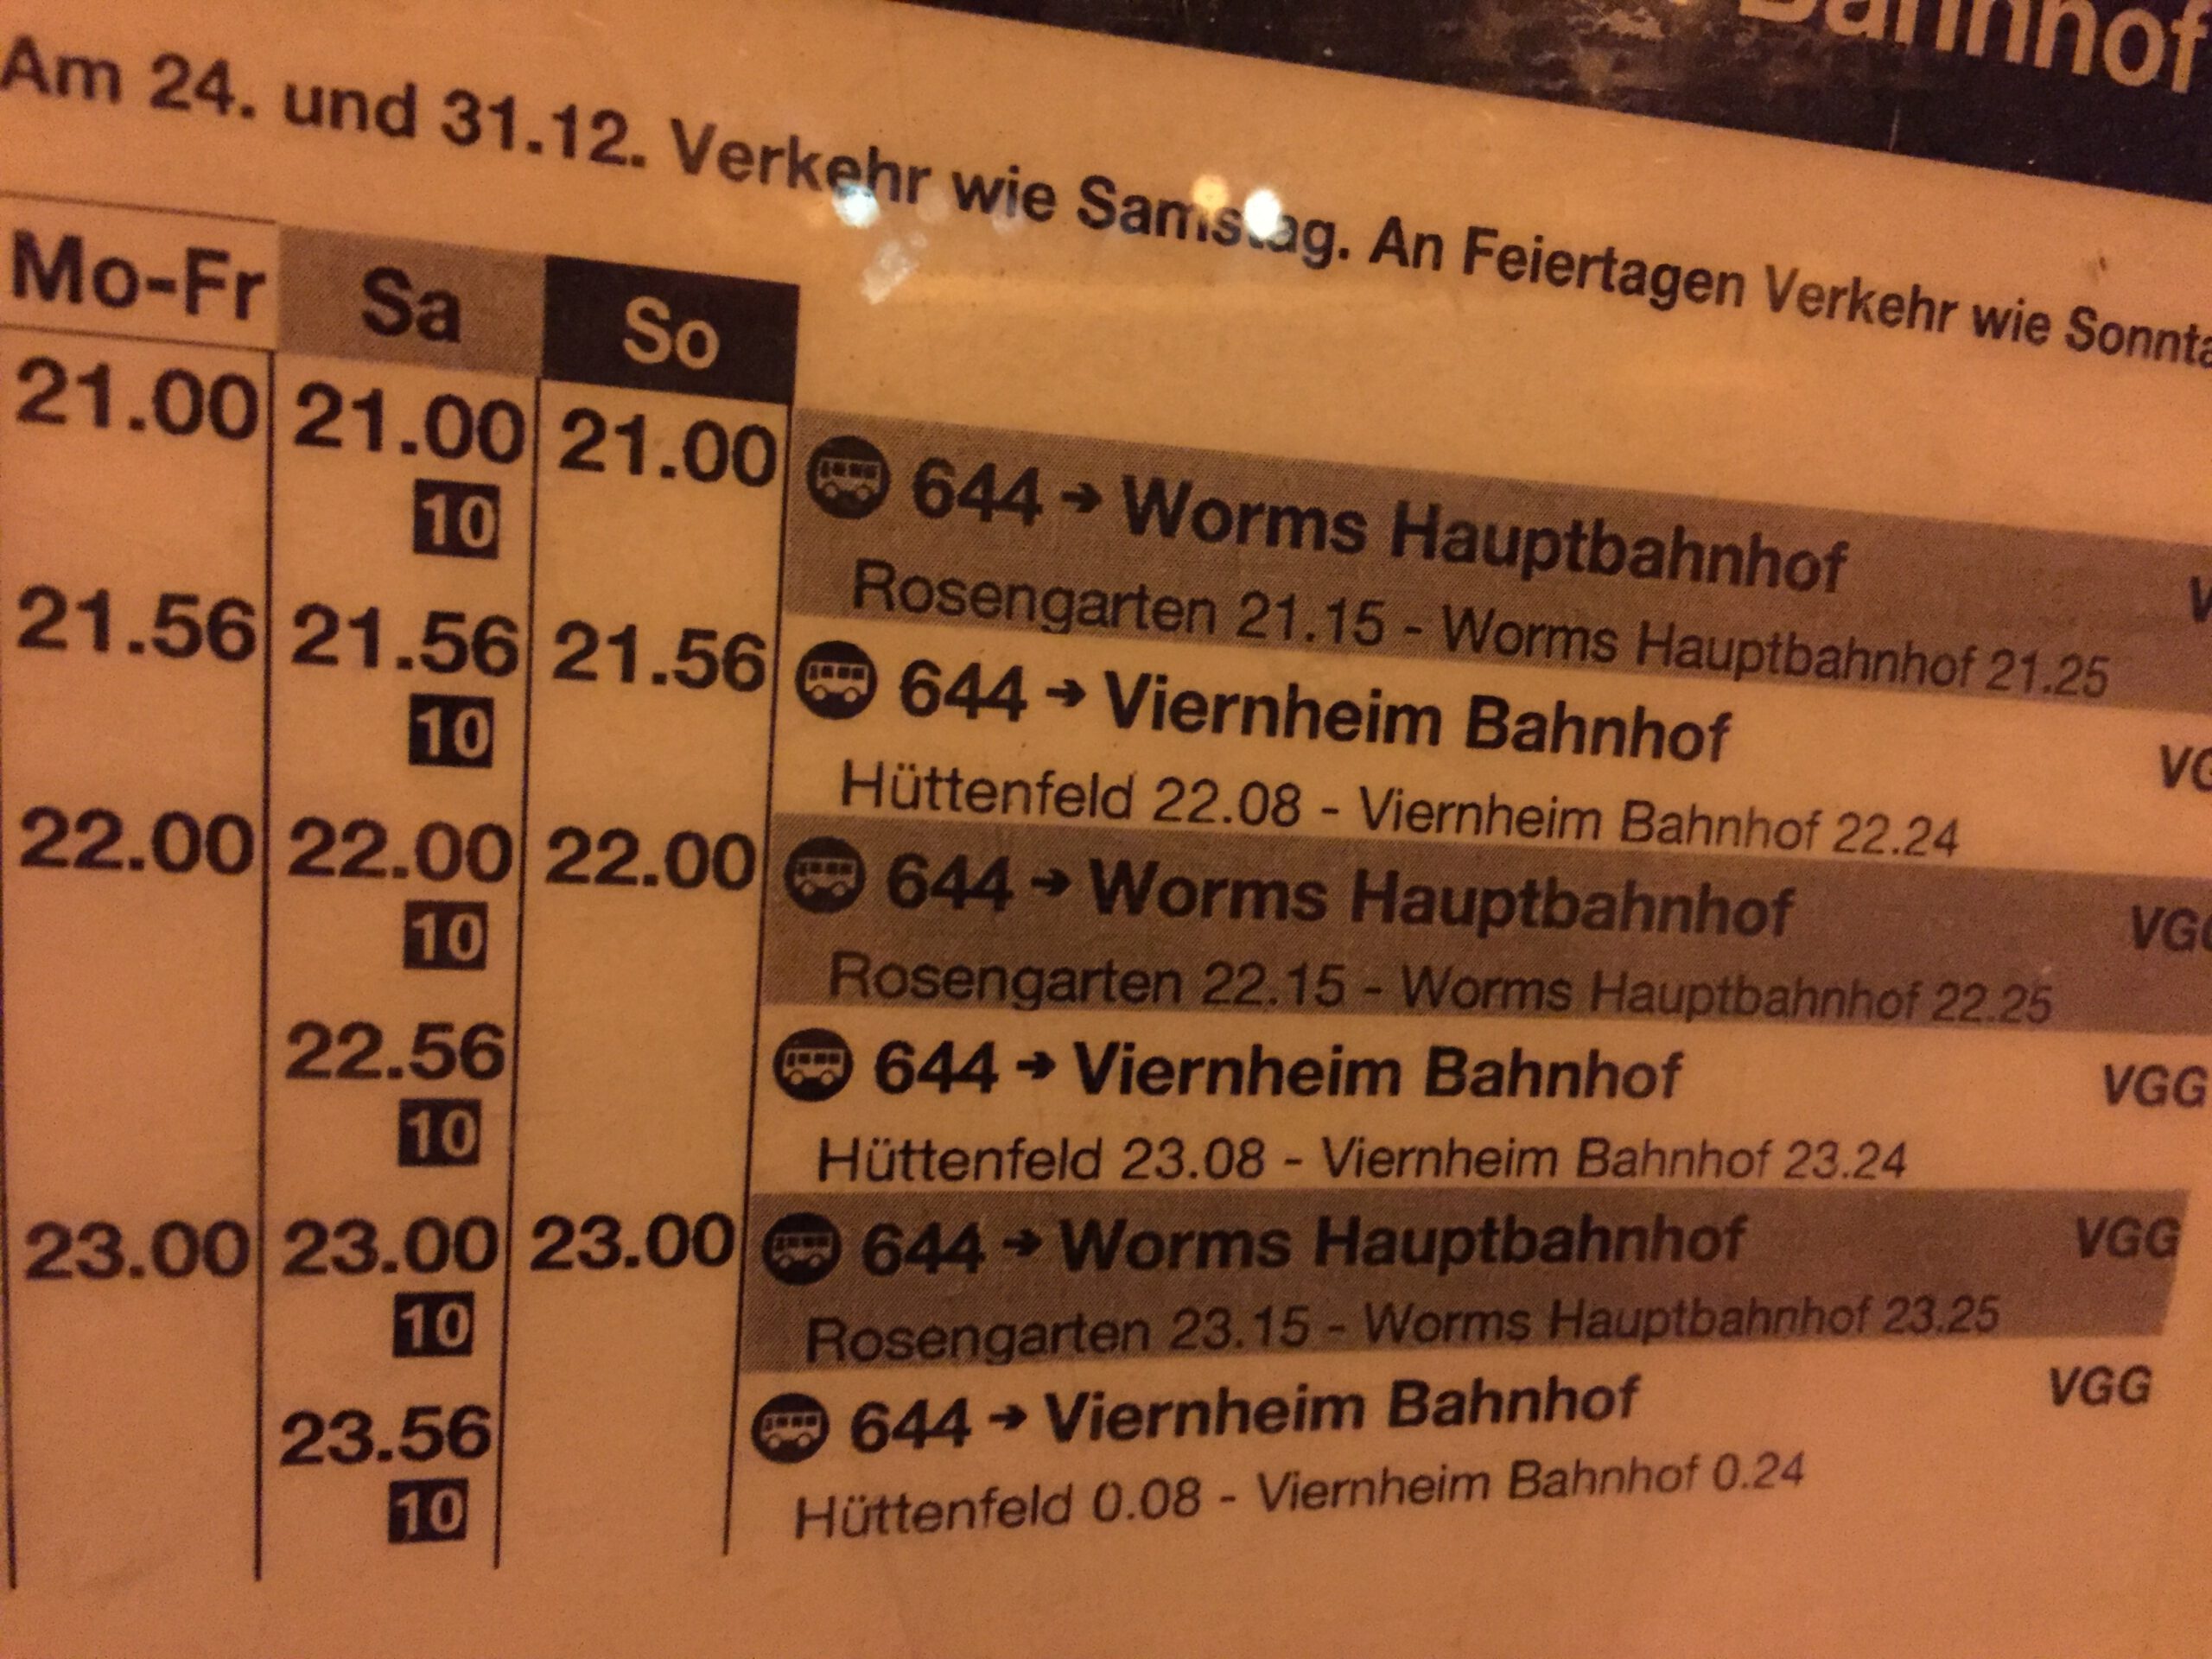 Bahnhof
Am 24. und 31.12. Verkehr wie Samstag. An Feiertagen Verkehr wie
Mo-Fr Sa So
21.00 21.00 21.00 644 → Worms Hauptbahnhof
10 Rosengarten 21.15 - Worms Hauptbahnhof 21.25
21.56 21.56 21.56 644 → Viernheim Bahnhof
10 Hüttenfeld 22.08 - Viernheim Bahnhof 22.24
22.00 22.00 22.00 644 → Worms Hauptbahnhof
10 Rosengarten 22.15 - Worms Hauptbahnhof 22.25
22.56 644 → Viernheim Bahnhof VGG
10 Hüttenfeld 23.08 - Viernheim Bahnhof 23.24
23.00 23.00 23.00 644 → Worms Hauptbahnhof VGG
10 Rosengarten 23.15 - Worms Hauptbahnhof 23.25
23.56 644 → Viernheim Bahnhof VGG
10 Hüttenfeld 0.08 - Viernheim Bahnhof 0.24